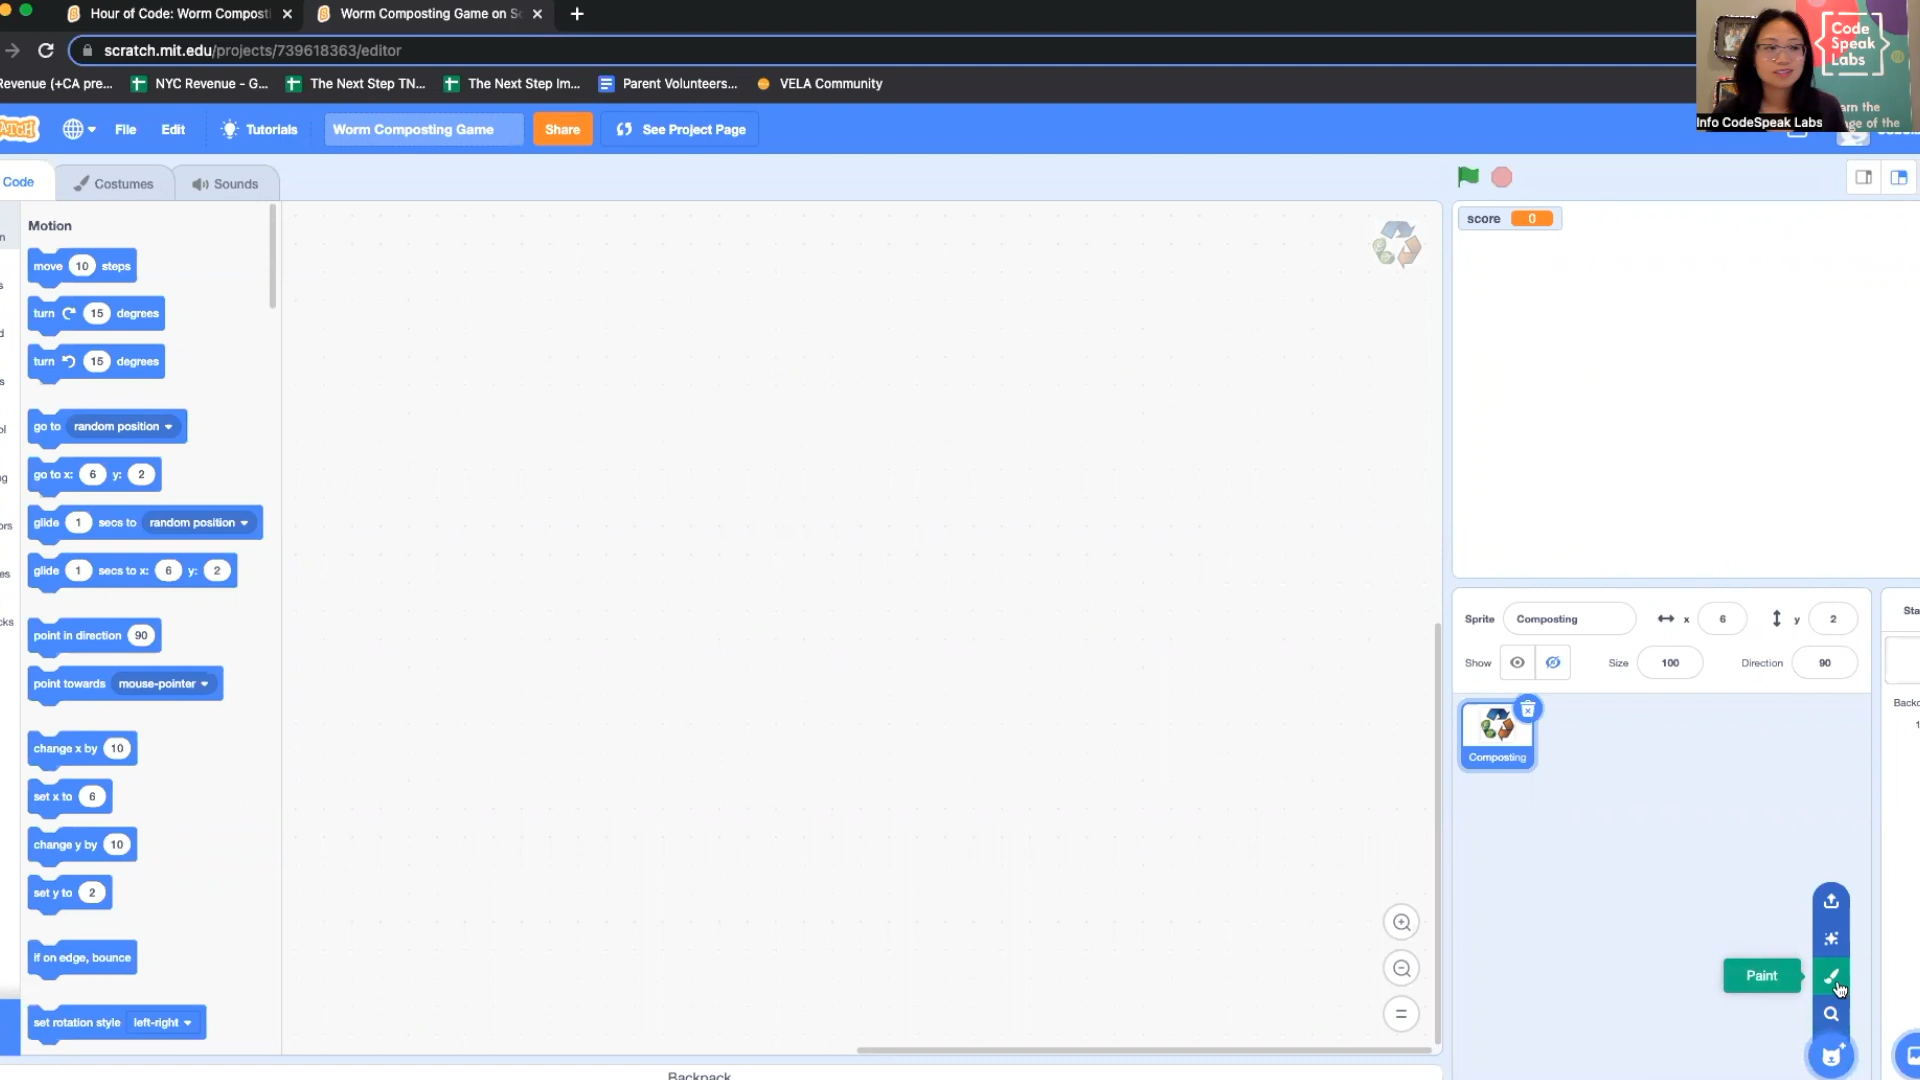 Hour of Code: Worm Composti
Worm Composting Game on Sc
scratch.mit.edu/projects/739618363/editor
Revenue (+CA pre...
NYC Revenue - G...
The Next Step TN...
The Next Step Im...
Parent Volunteers...
VELA Community
Code
Speak
Labs
Info CodeSpeak Labs
File
Edit
Tutorials
Worm Composting Game
Share
See Project Page
Code
Costumes
Sounds
Motion
move 10 steps
turn 15 degrees
turn 15 degrees
go to random position
go to x: 6 y: 2
glide 1 secs to random position
glide 1 secs to x: 6 y: 2
point in direction 90
point towards mouse-pointer
change x by 10
set x to 6
change y by 10
set y to 2
if on edge, bounce
set rotation style left-right
score 0
Sprite Composting x 6 y 2
Show Size 100 Direction 90
Composting
Paint
Backpack